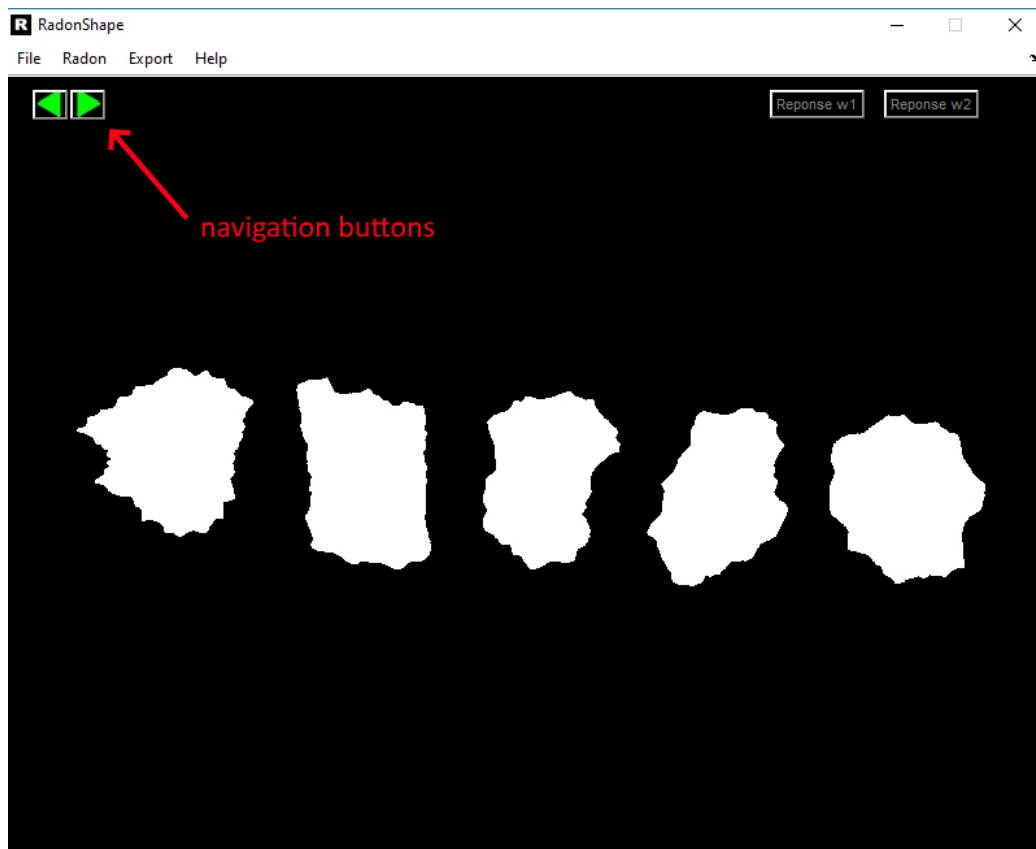 R RadonShape
File Radon Export Help
Reponse w1 Reponse w2
navigation buttons